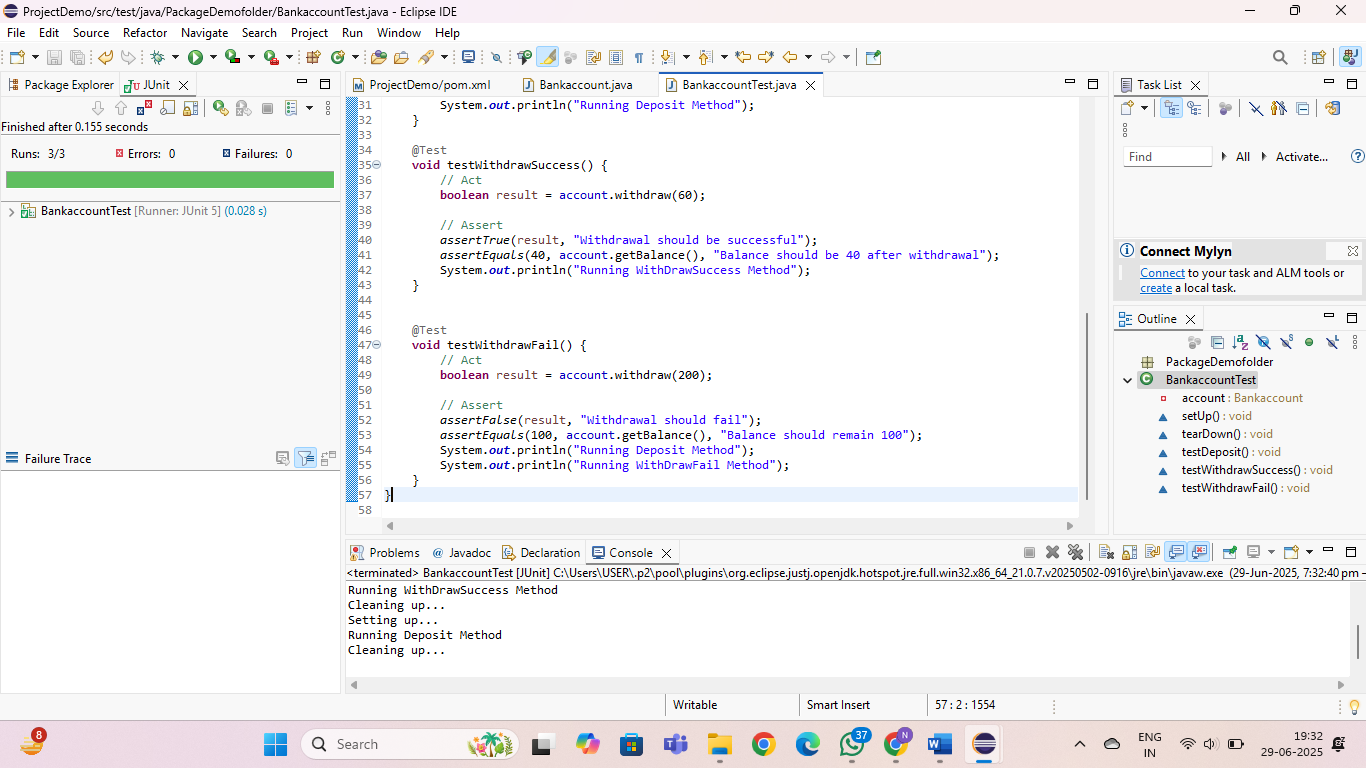 ProjectDemo/src/test/java/PackageDemofolder/BankaccountTest.java - Eclipse IDE
File Edit Source Refactor Navigate Search Project Run Window Help
Package Explorer JUnit
Finished after 0.155 seconds
Runs: 3/3 Errors: 0 Failures: 0
BankaccountTest [Runner: JUnit 5] (0.028 s)
Failure Trace
ProjectDemo/pom.xml Bankaccount.java BankaccountTest.java
31 System.out.println("Running Deposit Method");
32 }
33
34 @Test
35 void testWithdrawSuccess() {
36 // Act
37 boolean result = account.withdraw(60);
38
39 // Assert
40 assertTrue(result, "Withdrawal should be successful");
41 assertEquals(40, account.getBalance(), "Balance should be 40 after withdrawal");
42 System.out.println("Running WithDrawSuccess Method");
43 }
44
45
46 @Test
47 void testWithdrawFail() {
48 // Act
49 boolean result = account.withdraw(200);
50
51 // Assert
52 assertFalse(result, "Withdrawal should fail");
53 assertEquals(100, account.getBalance(), "Balance should remain 100");
54 System.out.println("Running Deposit Method");
55 System.out.println("Running WithDrawFail Method");
56 }
57 }
58
Task List
Find All Activate...
Connect Mylyn
Connect to your task and ALM tools or
create a local task.
Outline
PackageDemofolder
BankaccountTest
account : Bankaccount
setUp() : void
tearDown() : void
testDeposit() : void
testWithdrawSuccess() : void
testWithdrawFail() : void
Problems Javadoc Declaration Console
<terminated> BankaccountTest [JUnit] C:\Users\USER\.p2\pool\plugins\org.eclipse.justj.openjdk.hotspot.jre.full.win32.x86_64_21.0.7.v20250502-0916\jre\bin\javaw.exe (29-Jun-2025, 7:32:40 pm –
Running WithDrawSuccess Method
Cleaning up...
Setting up...
Running Deposit Method
Cleaning up...
Writable Smart Insert 57 : 2 : 1554
8
Search
37
N
ENG
IN
19:32
29-06-2025